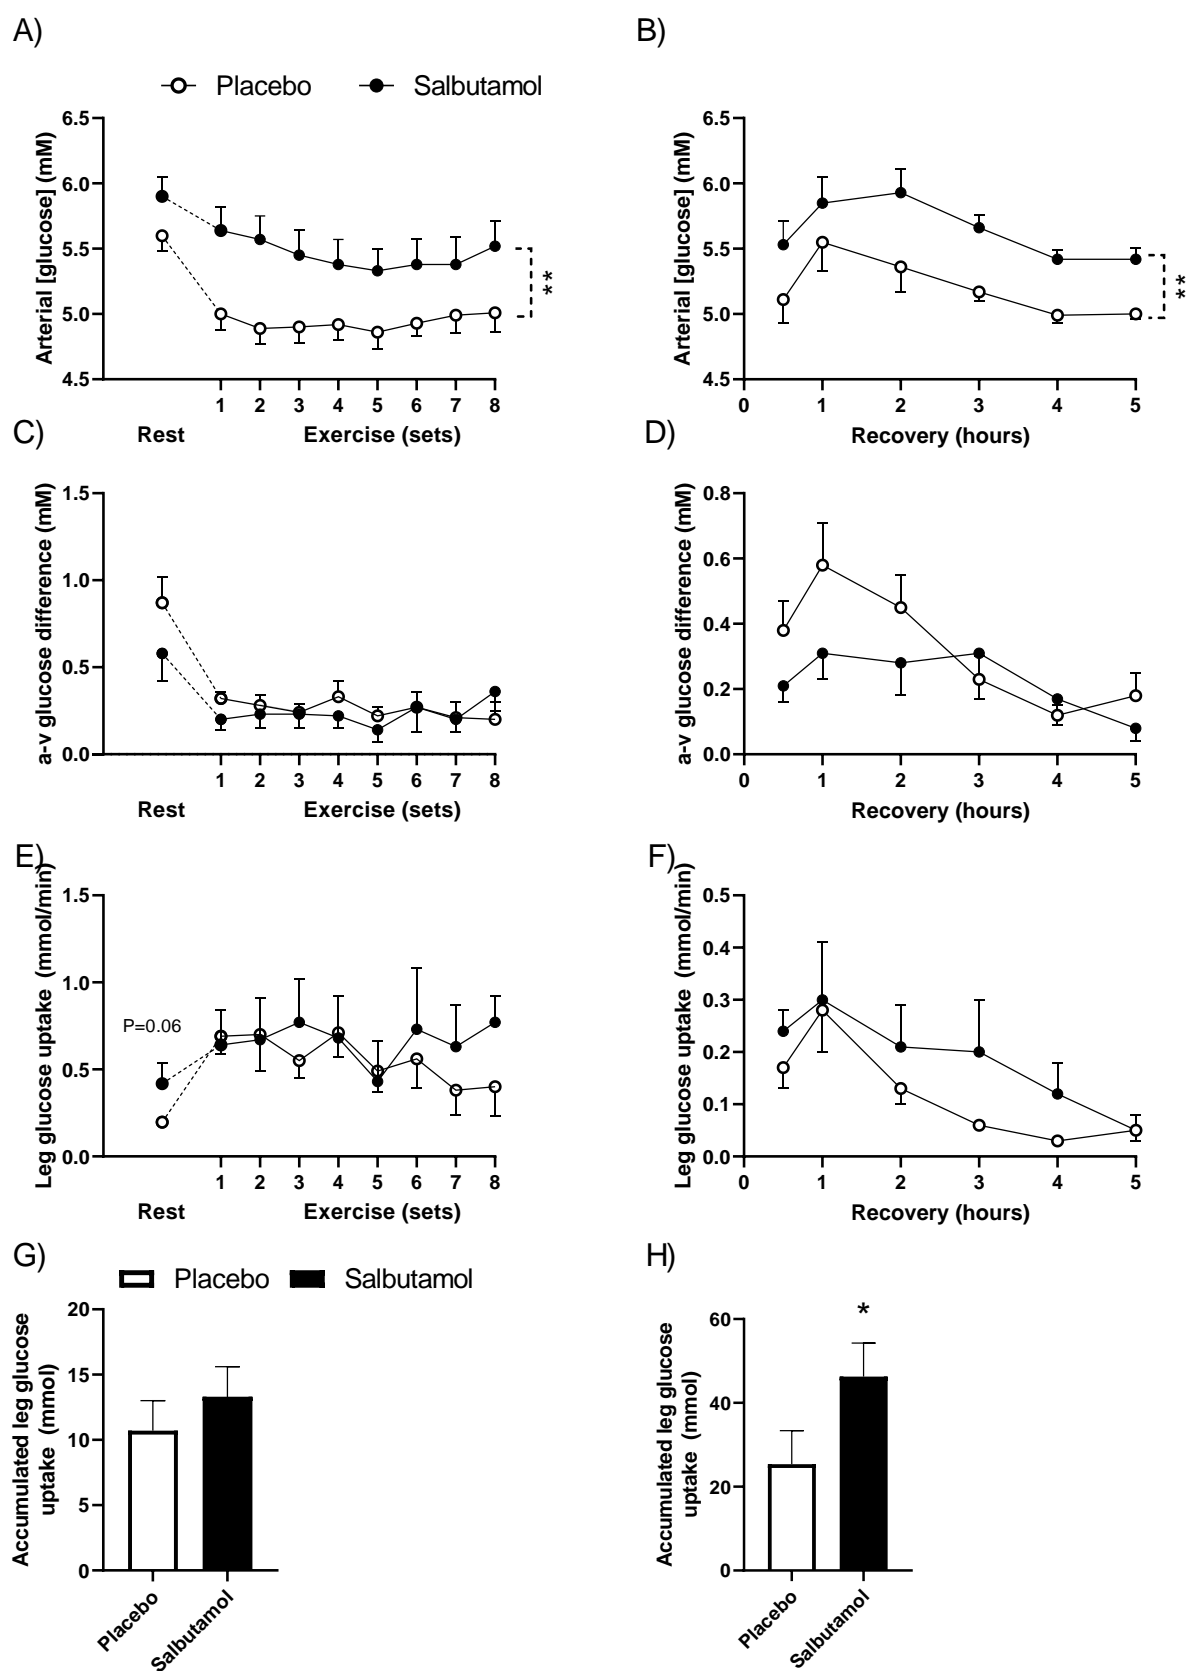 A)
B)
Placebo Salbutamol
Arterial [glucose] (mM)
6.5
6.0
5.5
5.0
4.5
**
1 2 3 4 5 6 7 8
Rest Exercise (sets)
Arterial [glucose] (mM)
6.5
6.0
5.5
5.0
4.5
**
0 1 2 3 4 5
Recovery (hours)
C)
D)
a-v glucose difference (mM)
1.5
1.0
0.5
0.0
1 2 3 4 5 6 7 8
Rest Exercise (sets)
a-v glucose difference (mM)
0.8
0.6
0.4
0.2
0.0
0 1 2 3 4 5
Recovery (hours)
E)
F)
Leg glucose uptake (mmol/min)
1.5
1.0
0.5
0.0
P=0.06
1 2 3 4 5 6 7 8
Rest Exercise (sets)
Leg glucose uptake (mmol/min)
0.5
0.4
0.3
0.2
0.1
0.0
0 1 2 3 4 5
Recovery (hours)
G)
H)
Placebo Salbutamol
Accumulated leg glucose
uptake (mmol)
20
15
10
5
0
Placebo
Salbutamol
Accumulated leg glucose
uptake (mmol)
60
40
20
0
*
Placebo
Salbutamol